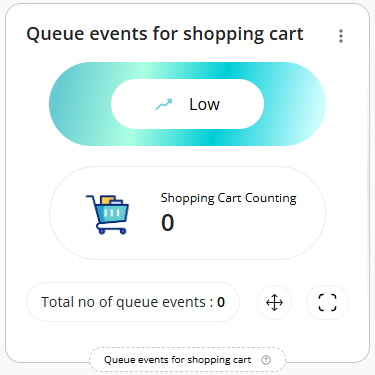 Queue events for shopping cart
Low
Shopping Cart Counting
0
Total no of queue events : 0
Queue events for shopping cart ?